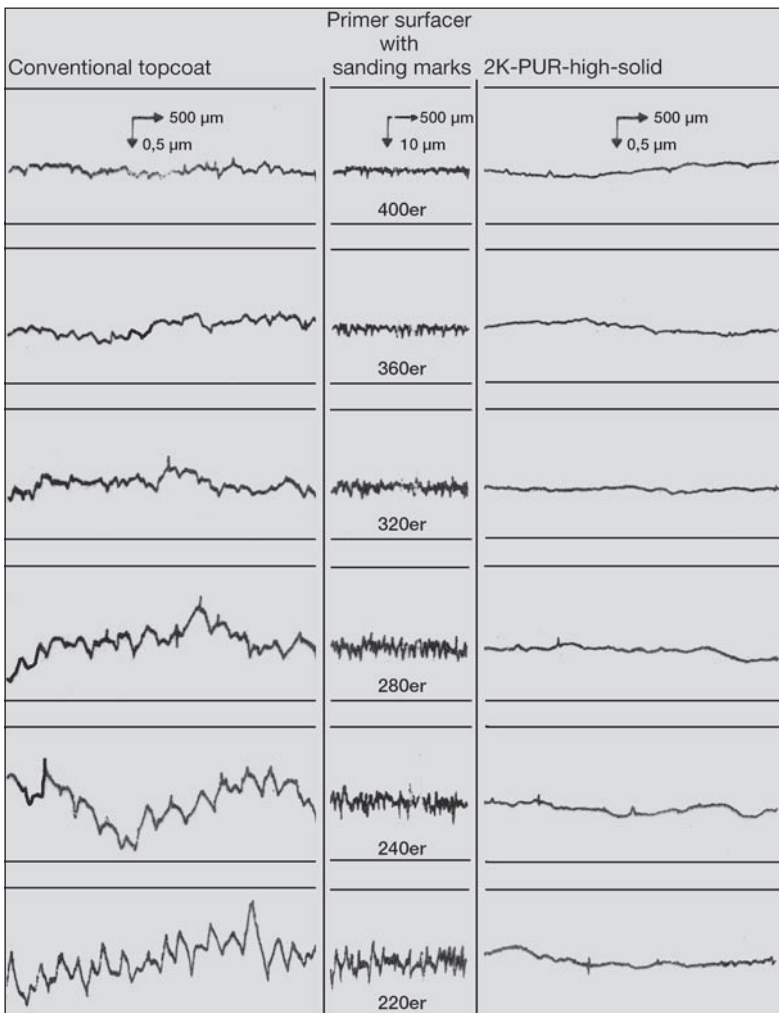 Conventional topcoat
Primer surfacer
with
sanding marks
2K-PUR-high-solid
500 µm
0,5 µm
500 µm
10 µm
500 µm
0,5 µm
400er
360er
320er
280er
240er
220er